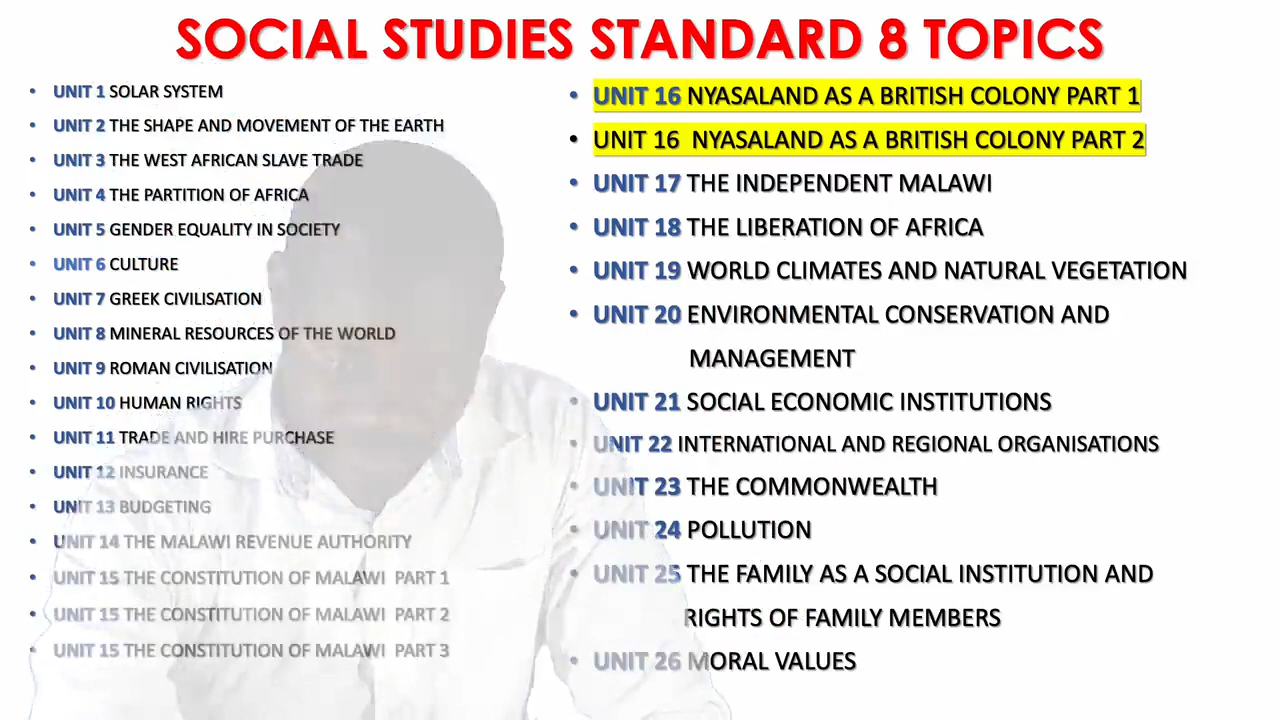 SOCIAL STUDIES STANDARD 8 TOPICS
• UNIT 1 SOLAR SYSTEM
• UNIT 2 THE SHAPE AND MOVEMENT OF THE EARTH
• UNIT 3 THE WEST AFRICAN SLAVE TRADE
• UNIT 4 THE PARTITION OF AFRICA
• UNIT 5 GENDER EQUALITY IN SOCIETY
• UNIT 6 CULTURE
• UNIT 7 GREEK CIVILISATION
• UNIT 8 MINERAL RESOURCES OF THE WORLD
• UNIT 9 ROMAN CIVILISATION
• UNIT 10 HUMAN RIGHTS
• UNIT 11 TRADE AND HIRE PURCHASE
• UNIT 12 INSURANCE
• UNIT 13 BUDGETING
• UNIT 14 THE MALAWI REVENUE AUTHORITY
• UNIT 15 THE CONSTITUTION OF MALAWI PART 1
• UNIT 15 THE CONSTITUTION OF MALAWI PART 2
• UNIT 15 THE CONSTITUTION OF MALAWI PART 3
• UNIT 16 NYASALAND AS A BRITISH COLONY PART 1
• UNIT 16 NYASALAND AS A BRITISH COLONY PART 2
• UNIT 17 THE INDEPENDENT MALAWI
• UNIT 18 THE LIBERATION OF AFRICA
• UNIT 19 WORLD CLIMATES AND NATURAL VEGETATION
• UNIT 20 ENVIRONMENTAL CONSERVATION AND
MANAGEMENT
• UNIT 21 SOCIAL ECONOMIC INSTITUTIONS
• UNIT 22 INTERNATIONAL AND REGIONAL ORGANISATIONS
• UNIT 23 THE COMMONWEALTH
• UNIT 24 POLLUTION
• UNIT 25 THE FAMILY AS A SOCIAL INSTITUTION AND
RIGHTS OF FAMILY MEMBERS
• UNIT 26 MORAL VALUES